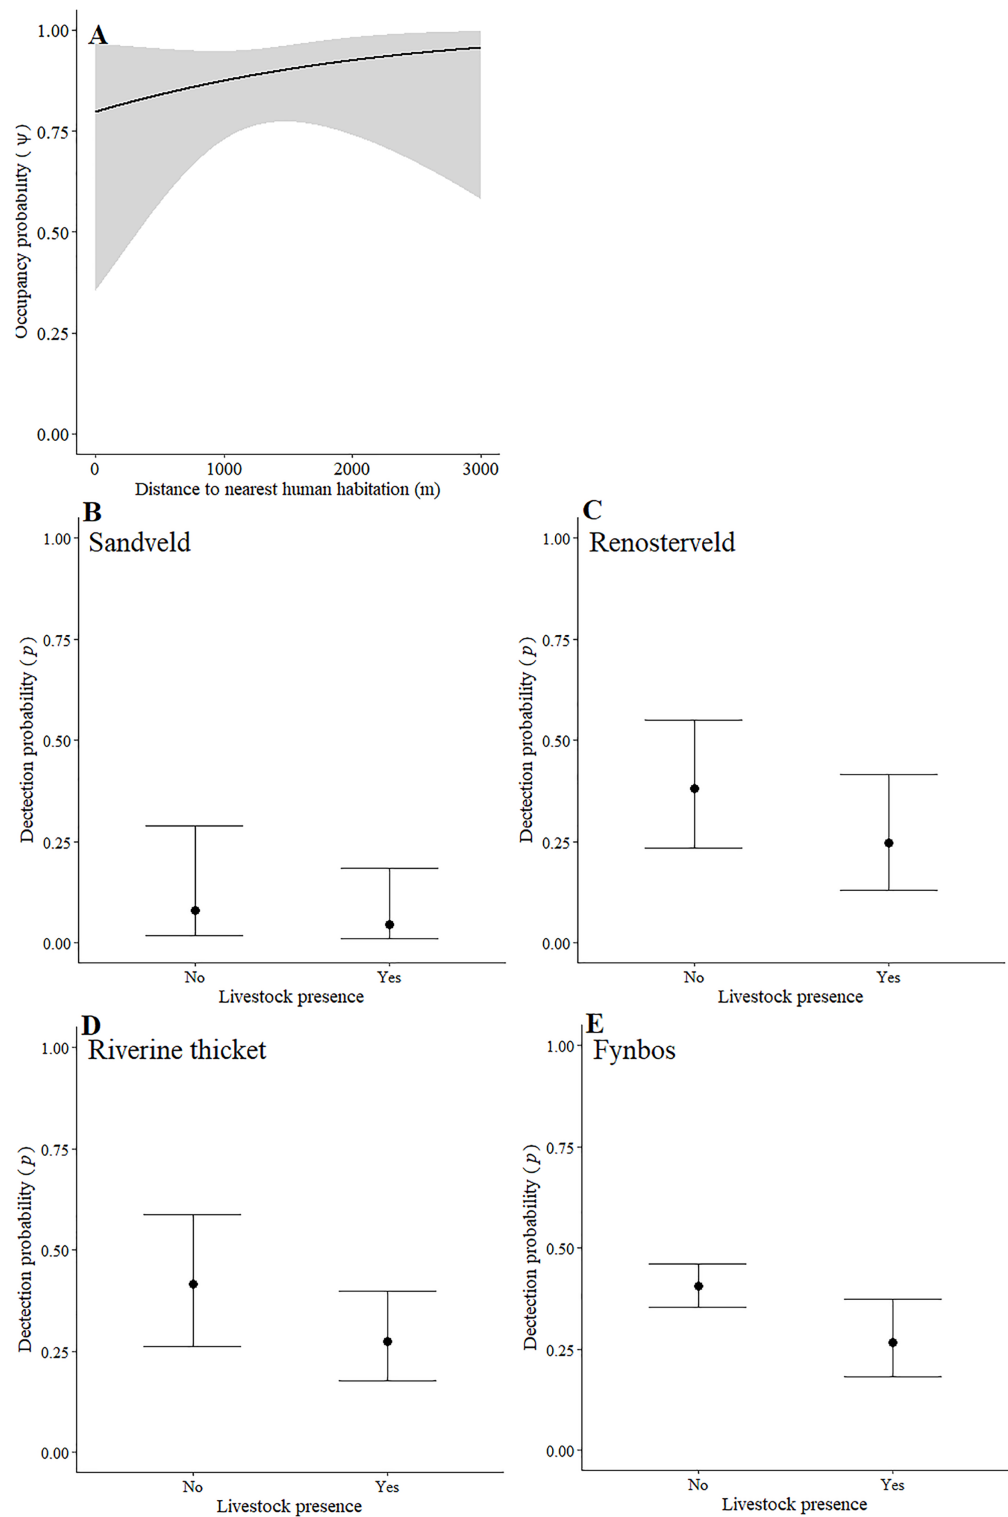 A
1.00
0.75
0.50
0.25
0.00
Occupancy probability ( ψ )
0 1000 2000 3000
Distance to nearest human habitation (m)
B
Sandveld
1.00
0.75
0.50
0.25
0.00
Dectection probability ( p )
No Yes
Livestock presence
C
Renosterveld
1.00
0.75
0.50
0.25
0.00
Dectection probability ( p )
No Yes
Livestock presence
D
Riverine thicket
1.00
0.75
0.50
0.25
0.00
Dectection probability ( p )
No Yes
Livestock presence
E
Fynbos
1.00
0.75
0.50
0.25
0.00
Dectection probability ( p )
No Yes
Livestock presence